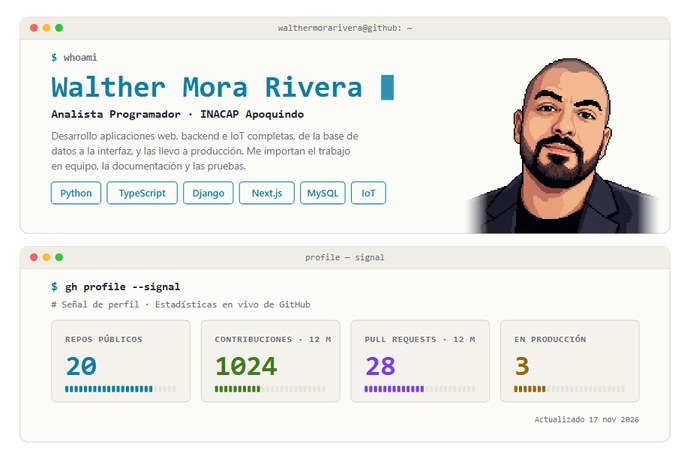 walthermorarivera@github: ~
$ whoami
Walther Mora Rivera
Analista Programador · INACAP Apoquindo
Desarrollo aplicaciones web, backend e IoT completas, de la base de
datos a la interfaz, y las llevo a producción. Me importan el trabajo
en equipo, la documentación y las pruebas.
Python TypeScript Django Next.js MySQL IoT
profile — signal
$ gh profile --signal
# Señal de perfil · Estadísticas en vivo de GitHub
REPOS PÚBLICOS CONTRIBUCIONES · 12 M PULL REQUESTS · 12 M EN PRODUCCIÓN
20 1024 28 3
Actualizado 17 nov 2026